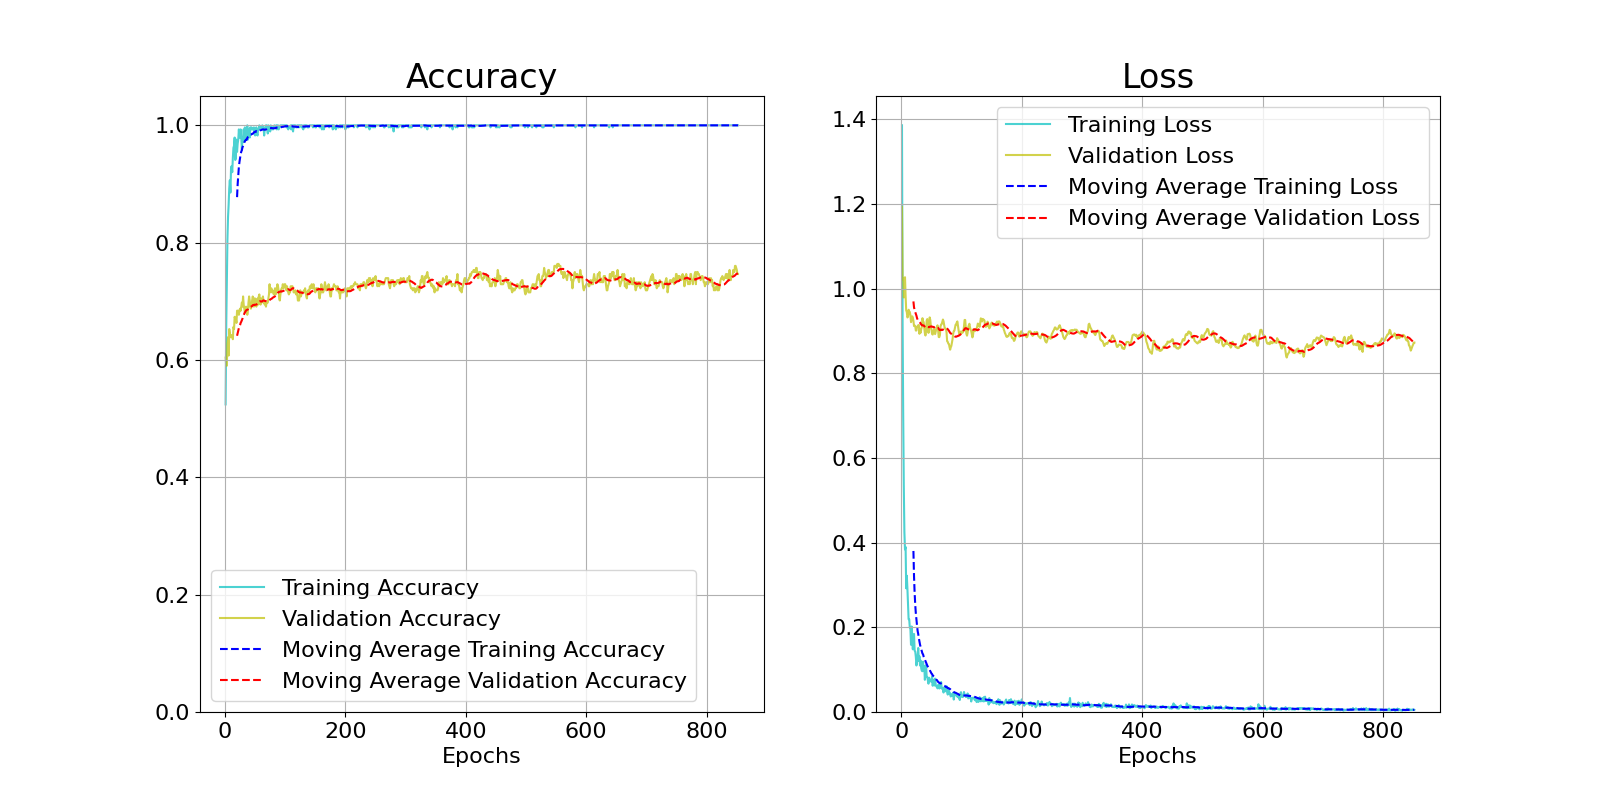 Accuracy
1.0
0.8
0.6
0.4
0.2
0.0
0 200 400 600 800
Epochs
Training Accuracy
Validation Accuracy
Moving Average Training Accuracy
Moving Average Validation Accuracy
Loss
1.4
1.2
1.0
0.8
0.6
0.4
0.2
0.0
0 200 400 600 800
Epochs
Training Loss
Validation Loss
Moving Average Training Loss
Moving Average Validation Loss